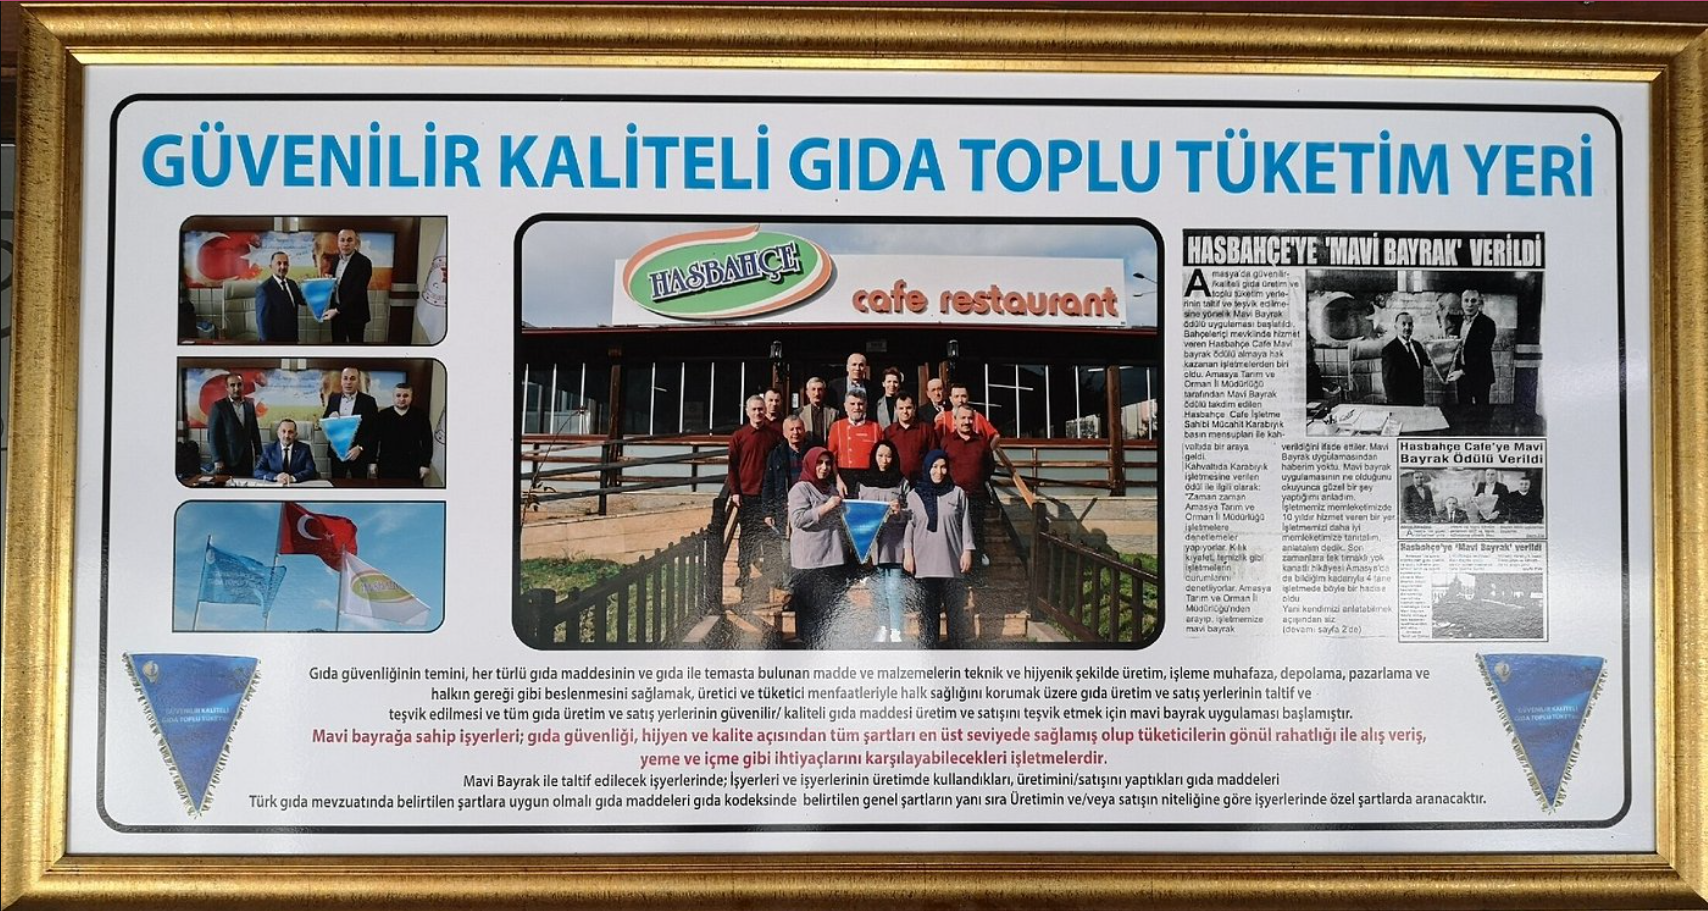 GÜVENİLİR KALİTELİ GIDA TOPLU TÜKETİM YERİ
HASBAHÇE
cafe restaurant
HASBAHÇE'YE 'MAVİ BAYRAK' VERİLDİ
Amasya'da güvenilir-
/kaliteli gıda üretim ve
toplu tüketim yerle-
rinin taltif ve teşvik edilme-
sine yönelik Mavi Bayrak
ödülü uygulaması başlatıldı.
Bahçeleriçi mevkiinde hizmet
veren Hasbahçe Cafe Mavi
bayrak ödülü almaya hak
kazanan işletmelerden biri
oldu. Amasya Tarım ve
Orman İl Müdürlüğü
tarafından Mavi Bayrak
ödülü takdim edilen
Hasbahçe Cafe İşletme
Sahibi Mücahit Karabıyık
basın mensupları ile kah-
valtıda bir araya
geldi.
Kahvaltıda Karabıyık
işletmesine verilen
ödül ile ilgili olarak:
"Zaman zaman
Amasya Tarım ve
Orman İl Müdürlüğü
işletmelere
denetlemeler
yapıyorlar. Kılık
kıyafet, temizlik gibi
işletmelerin
durumlarını
denetliyorlar. Amasya
Tarım ve Orman İl
Müdürlüğü'nden
arayıp, işletmemize
mavi bayrak
verildiğini ifade ettiler. Mavi
Bayrak uygulamasından
haberim yoktu. Mavi bayrak
uygulamasının ne olduğunu
okuyunca güzel bir şey
yaptığımı anladım.
İşletmemiz memleketimizde
10 yıldır hizmet veren bir yer.
İşletmemizi daha iyi
memleketimize tanıtalım,
anlatalım dedik. Son
zamanlara tek tırnaklı yok
kanatlı hikâyesi Amasya'da
da bildiğim kadarıyla 4 tane
işletmede böyle bir hadise
oldu.
Yani kendimizi anlatabilmek
açısından siz
(devamı sayfa 2'de)
Hasbahçe Cafe'ye Mavi
Bayrak Ödülü Verildi
Hasbahçe'ye 'Mavi Bayrak' verildi
HASBAHÇE
GÜVENİLİR KALİTELİ
GIDA TOPLU TÜKETİM
GÜVENİLİR KALİTELİ
GIDA TOPLU TÜKETİM
Gıda güvenliğinin temini, her türlü gıda maddesinin ve gıda ile temasta bulunan madde ve malzemelerin teknik ve hijyenik şekilde üretim, işleme muhafaza, depolama, pazarlama ve
halkın gereği gibi beslenmesini sağlamak, üretici ve tüketici menfaatleriyle halk sağlığını korumak üzere gıda üretim ve satış yerlerinin taltif ve
teşvik edilmesi ve tüm gıda üretim ve satış yerlerinin güvenilir/ kaliteli gıda maddesi üretim ve satışını teşvik etmek için mavi bayrak uygulaması başlamıştır.
Mavi bayrağa sahip işyerleri; gıda güvenliği, hijyen ve kalite açısından tüm şartları en üst seviyede sağlamış olup tüketicilerin gönül rahatlığı ile alış veriş,
yeme ve içme gibi ihtiyaçlarını karşılayabilecekleri işletmelerdir.
Mavi Bayrak ile taltif edilecek işyerlerinde; İşyerleri ve işyerlerinin üretimde kullandıkları, üretimini/satışını yaptıkları gıda maddeleri
Türk gıda mevzuatında belirtilen şartlara uygun olmalı gıda maddeleri gıda kodeksinde belirtilen genel şartların yanı sıra Üretimin ve/veya satışın niteliğine göre işyerlerinde özel şartlarda aranacaktır.